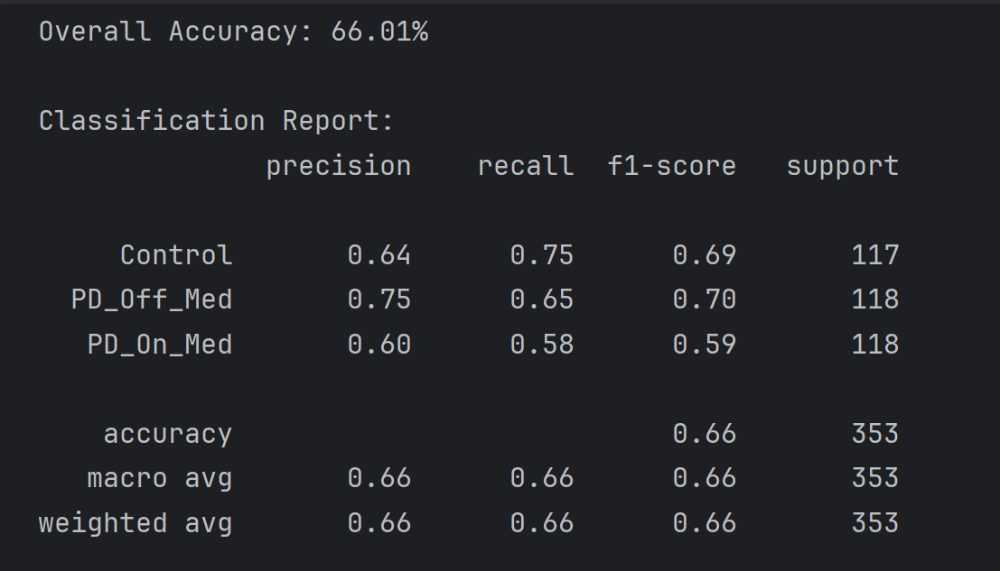 Overall Accuracy: 66.01%
Classification Report:
precision recall f1-score support
Control 0.64 0.75 0.69 117
PD_Off_Med 0.75 0.65 0.70 118
PD_On_Med 0.60 0.58 0.59 118
accuracy 0.66 353
macro avg 0.66 0.66 0.66 353
weighted avg 0.66 0.66 0.66 353